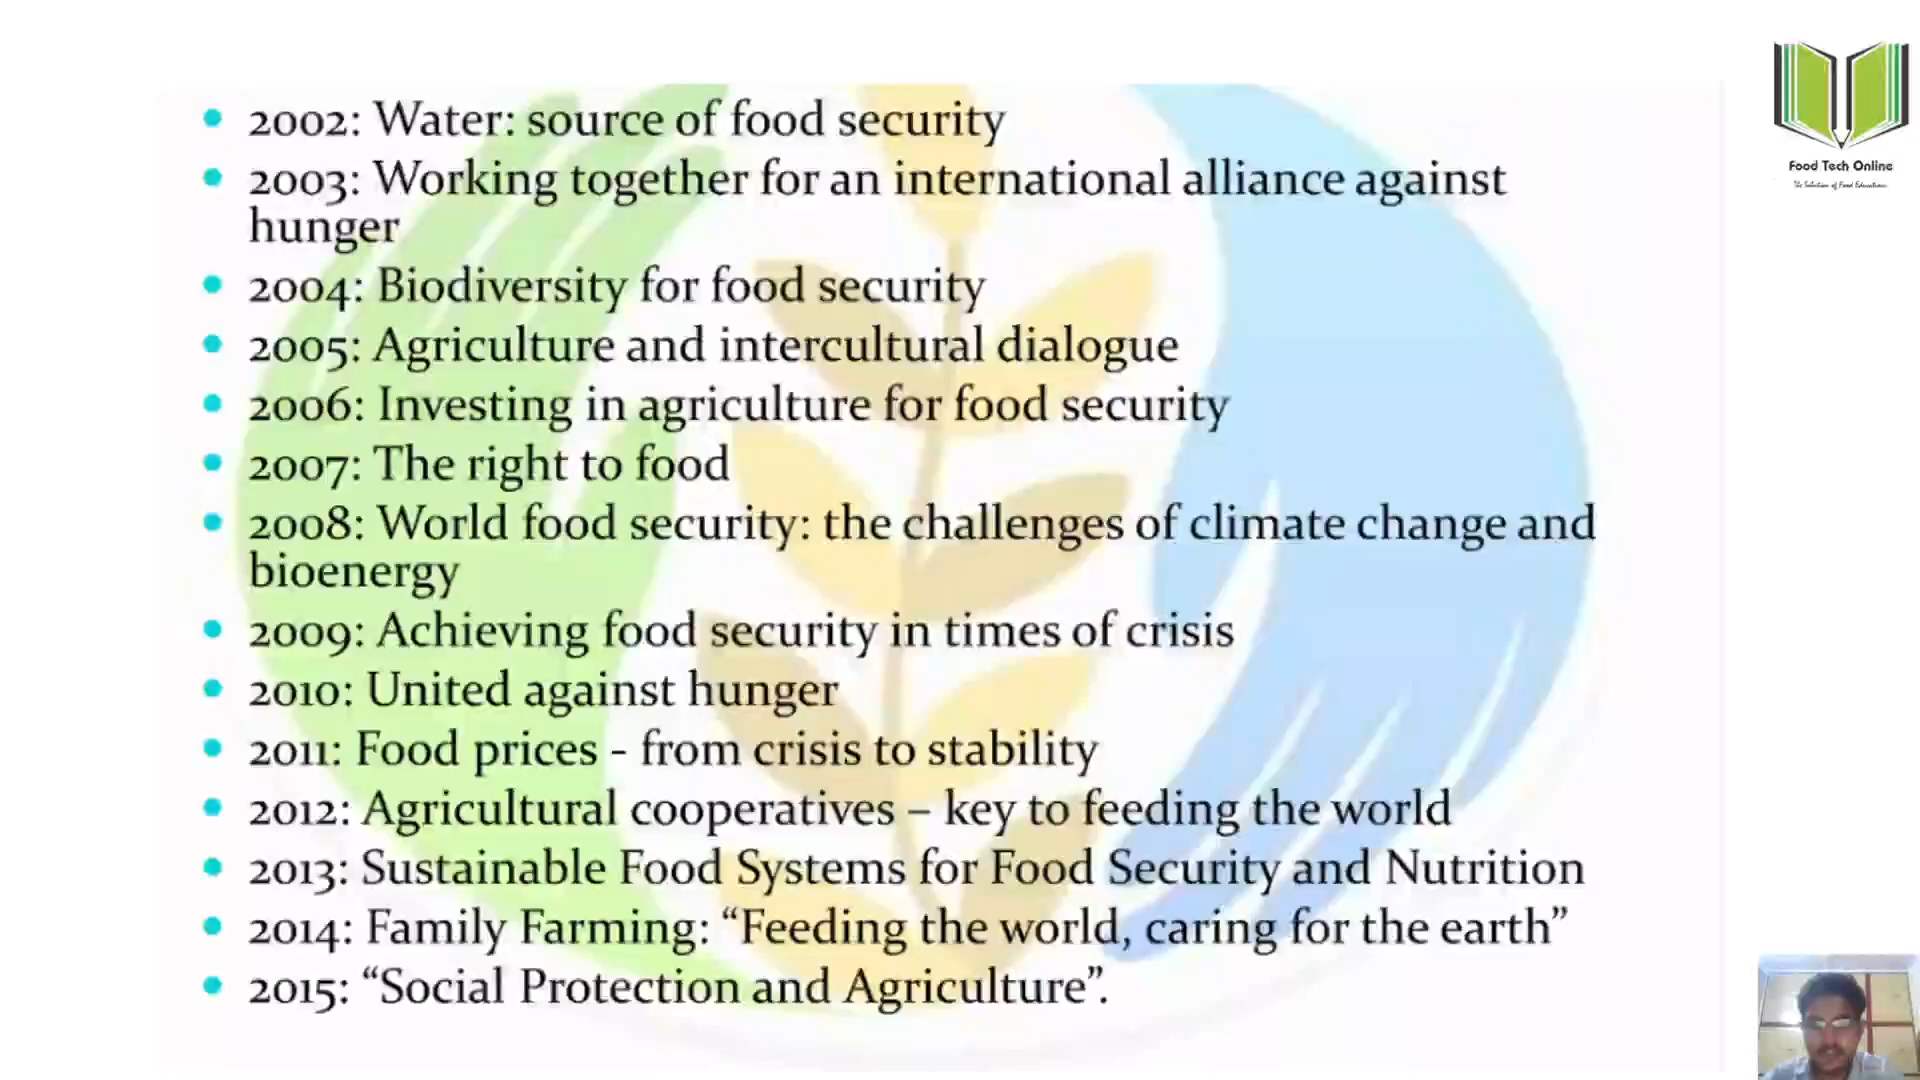 2002: Water: source of food security
2003: Working together for an international alliance against
hunger
2004: Biodiversity for food security
2005: Agriculture and intercultural dialogue
2006: Investing in agriculture for food security
2007: The right to food
2008: World food security: the challenges of climate change and
bioenergy
2009: Achieving food security in times of crisis
2010: United against hunger
2011: Food prices - from crisis to stability
2012: Agricultural cooperatives – key to feeding the world
2013: Sustainable Food Systems for Food Security and Nutrition
2014: Family Farming: “Feeding the world, caring for the earth”
2015: “Social Protection and Agriculture”.
Food Tech Online
The Solution of Food Education